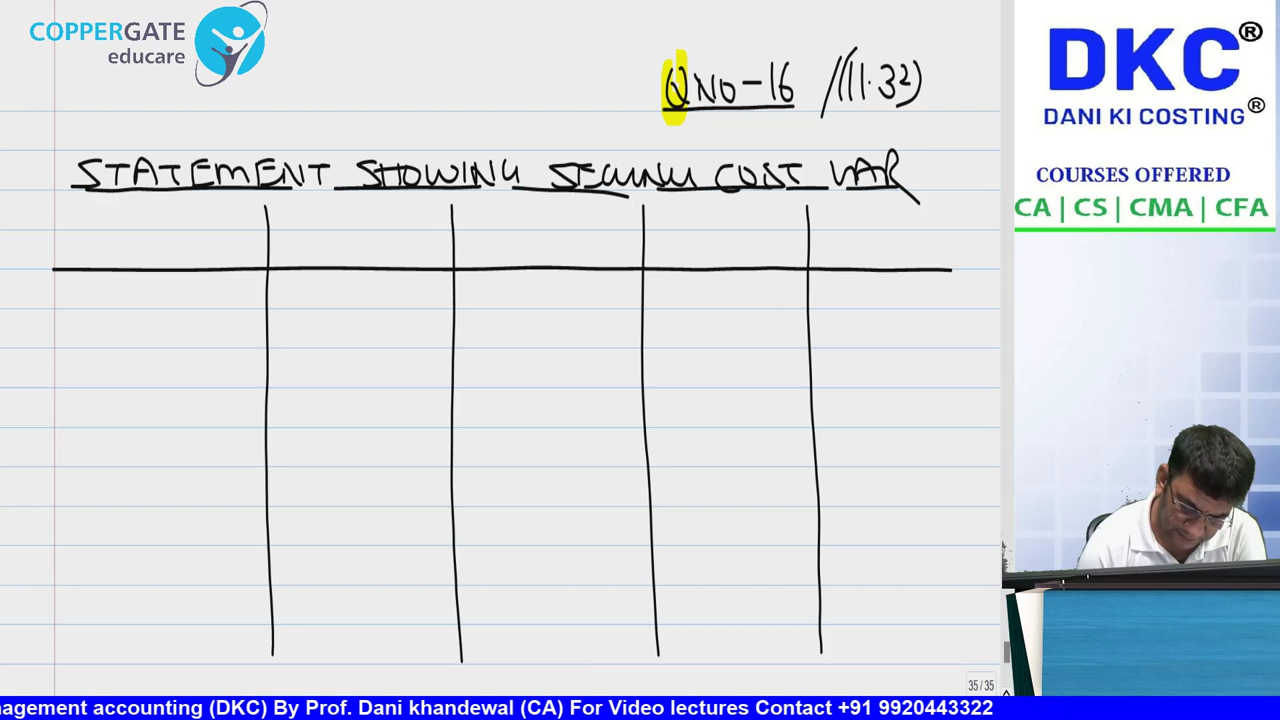 COPPERGATE
educare
QNO-16 /(11.32)
STATEMENT SHOWING COST VAR
35/35
DKC®
DANI KI COSTING®
COURSES OFFERED
CA | CS | CMA | CFA
nagement accounting (DKC) By Prof. Dani khandewal (CA) For Video lectures Contact +91 9920443322